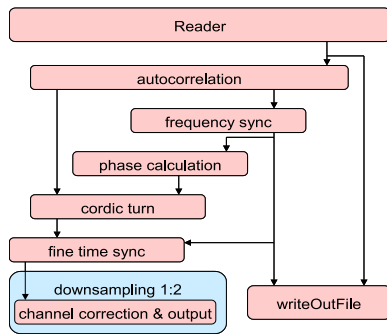 Reader
autocorrelation
frequency sync
phase calculation
cordic turn
fine time sync
downsampling 1:2
channel correction & output
writeOutFile